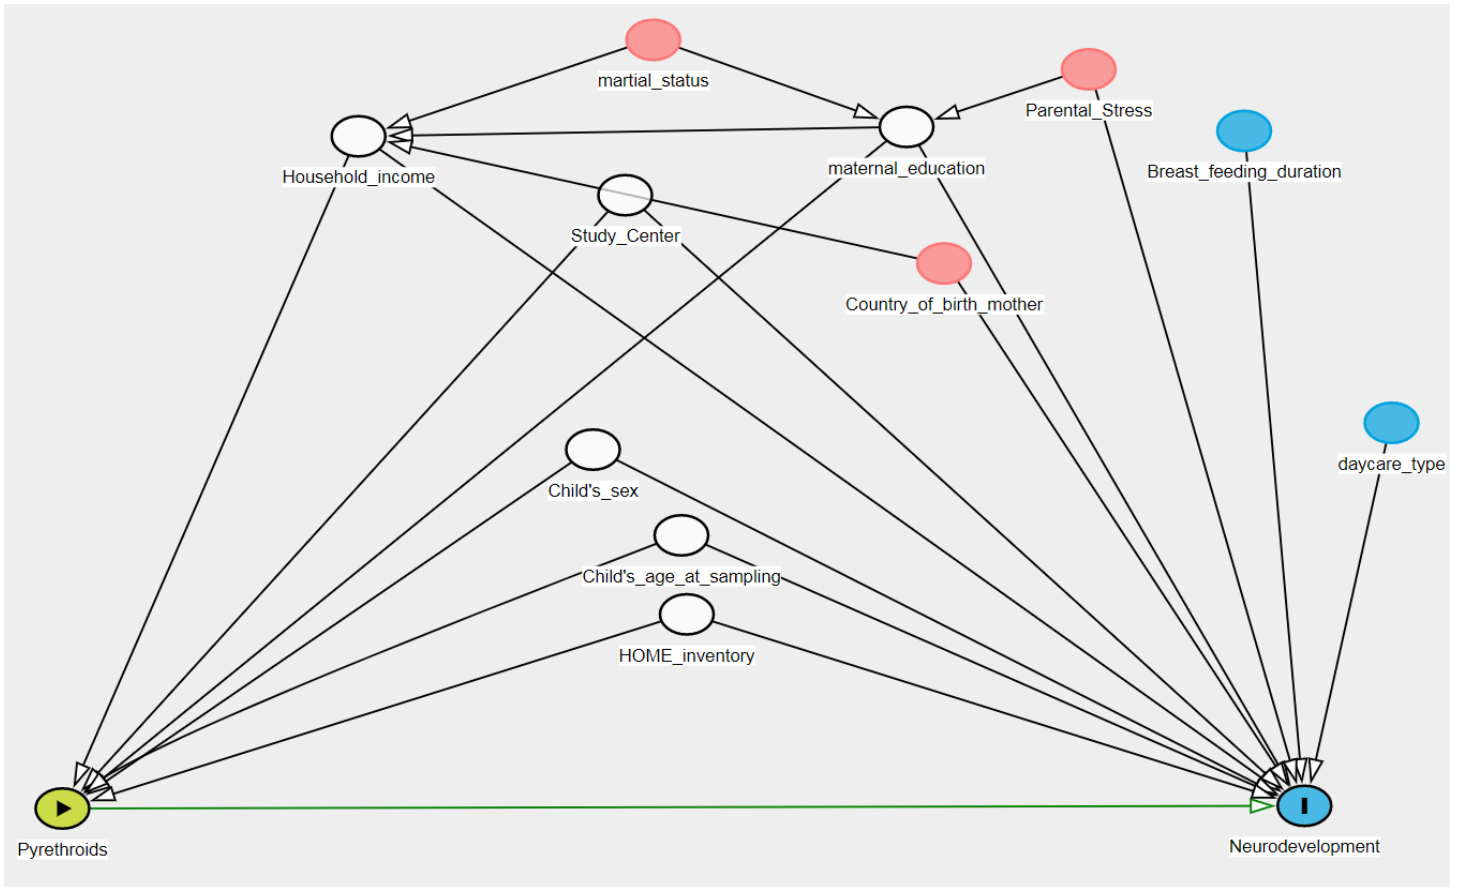 martial_status
Parental_Stress
Household_income
maternal_education
Breast_feeding_duration
Study_Center
Country_of_birth_mother
daycare_type
Child's_sex
Child's_age_at_sampling
HOME_inventory
Pyrethroids
Neurodevelopment